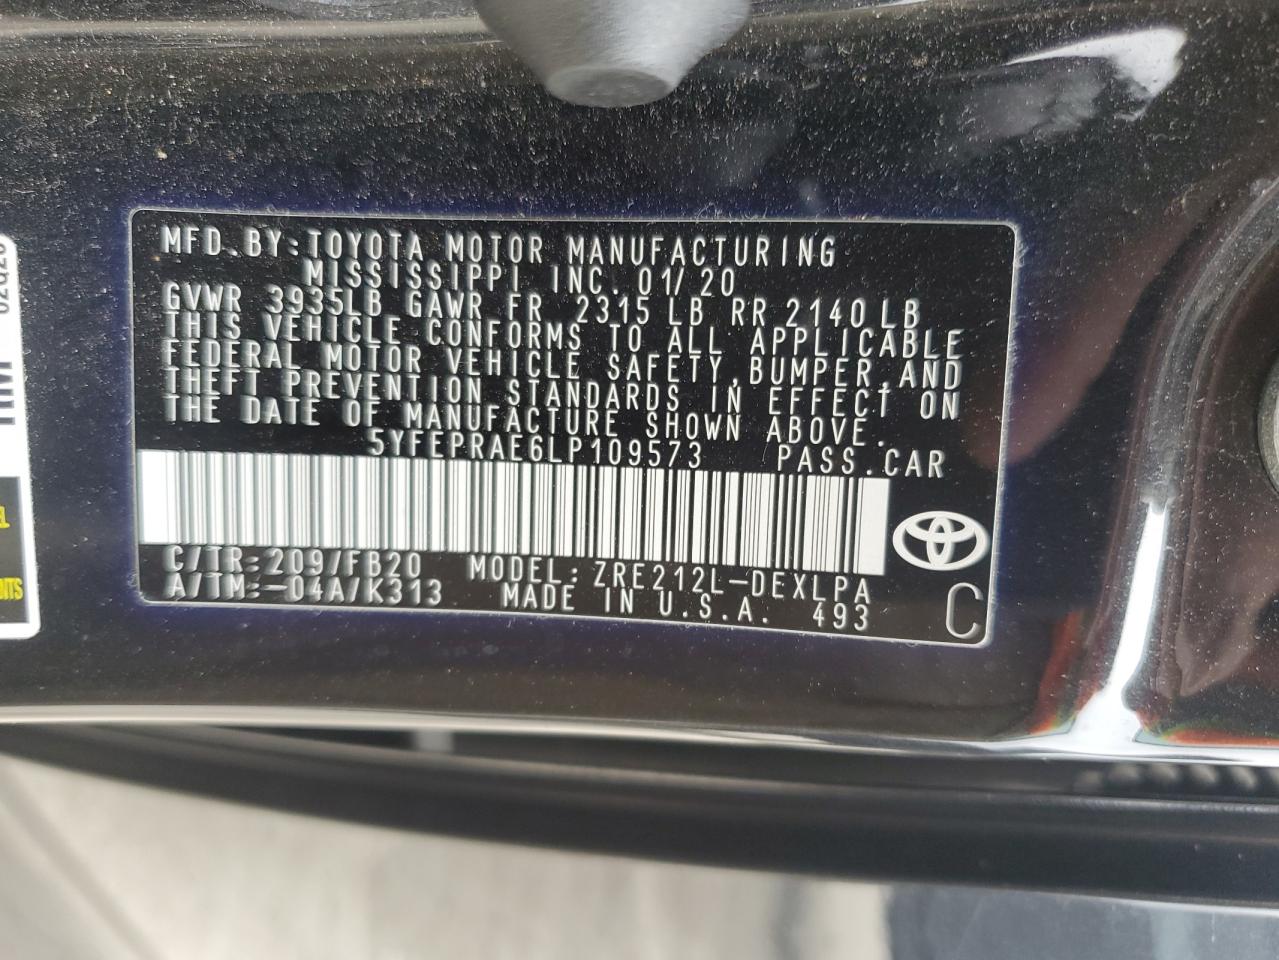 MFD.BY:TOYOTA MOTOR MANUFACTURING
MISSISSIPPI INC. 01/20
GVWR 3935LB GAWR FR 2315 LB RR 2140 LB
THIS VEHICLE CONFORMS TO ALL APPLICABLE
FEDERAL MOTOR VEHICLE SAFETY,BUMPER,AND
THEFT PREVENTION STANDARDS IN EFFECT ON
THE DATE OF MANUFACTURE SHOWN ABOVE.
5YFEPRAE6LP109573 PASS.CAR
C/TR:209/FB20 MODEL:ZRE212L-DEXLPA
A/TM:-04A/K313 MADE IN U.S.A. 493
C